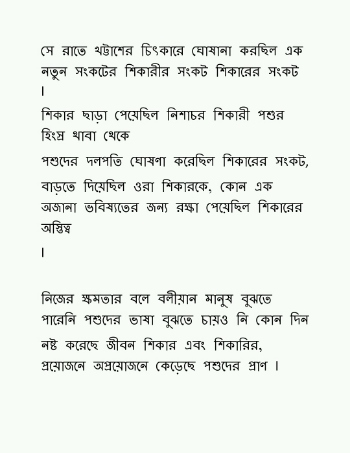 সে রাতে খট্টাশের চিৎকারে ঘোষানা করছিল এক
নতুন সংকটের শিকারীর সংকট শিকারের সংকট
।
শিকার ছাড়া পেয়েছিল নিশাচর শিকারী পশুর
হিংস্র থাবা থেকে
পশুদের দলপতি ঘোষণা করেছিল শিকারের সংকট,
বাড়তে দিয়েছিল ওরা শিকারকে, কোন এক
অজানা ভবিষ্যতের জন্য রক্ষা পেয়েছিল শিকারের
অস্তিত্ব
।
নিজের ক্ষমতার বলে বলীয়ান মানুষ বুঝতে
পারেনি পশুদের ভাষা বুঝতে চায়ও নি কোন দিন
নষ্ট করেছে জীবন শিকার এবং শিকারির,
প্রয়োজনে অপ্রয়োজনে কেড়েছে পশুদের প্রাণ ।